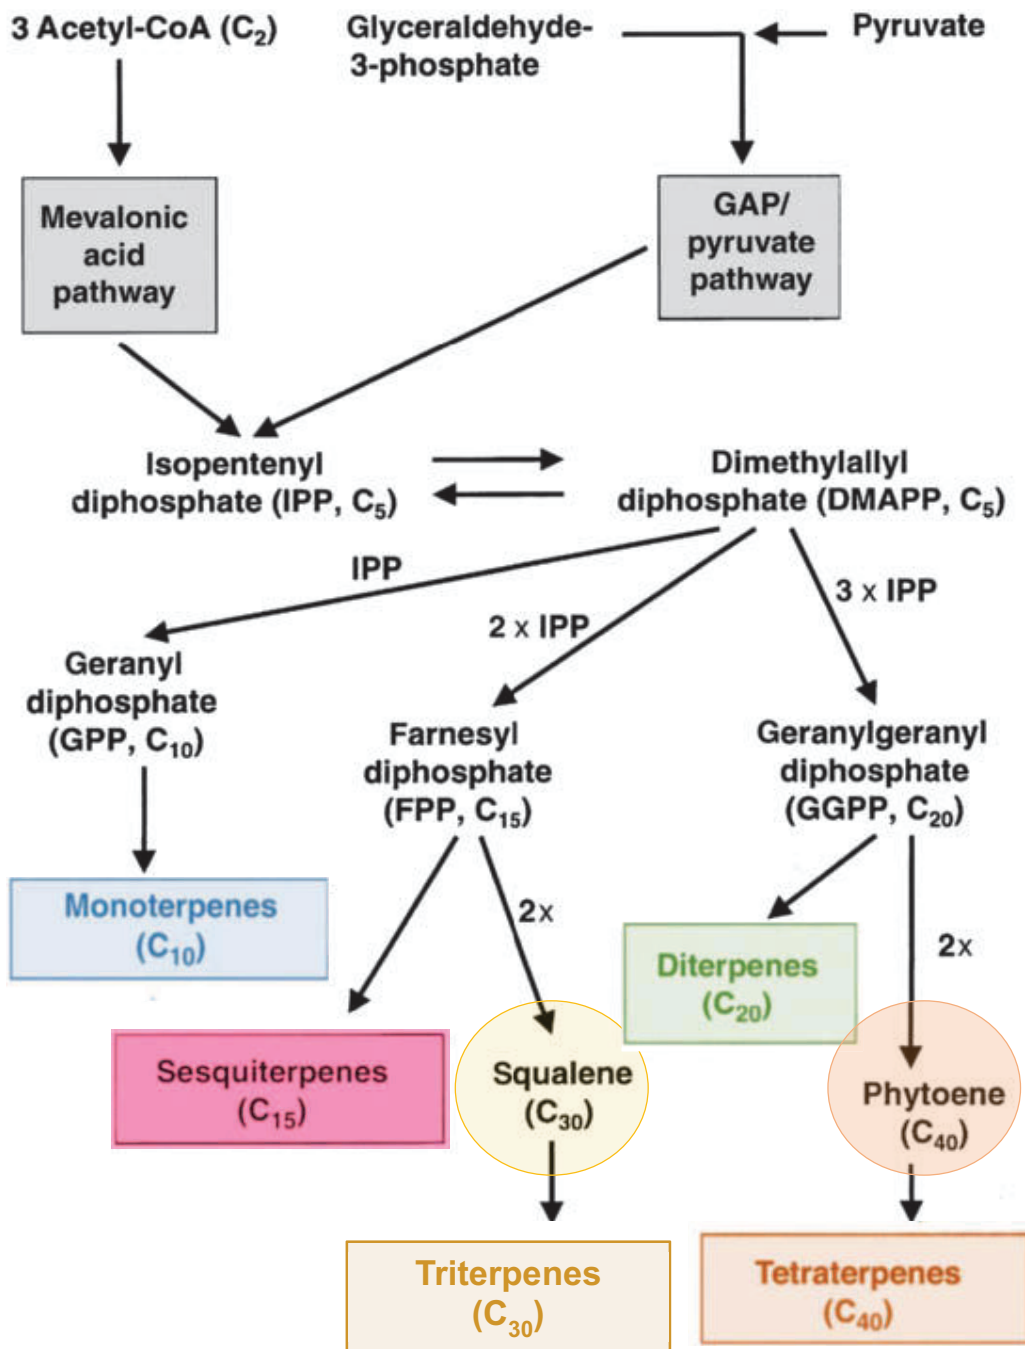 3 Acetyl-CoA (C₂)
Glyceraldehyde-
3-phosphate
Pyruvate
Mevalonic
acid
pathway
GAP/
pyruvate
pathway
Isopentenyl
diphosphate (IPP, C₅)
Dimethylallyl
diphosphate (DMAPP, C₅)
IPP
2 x IPP
3 x IPP
Geranyl
diphosphate
(GPP, C₁₀)
Farnesyl
diphosphate
(FPP, C₁₅)
Geranylgeranyl
diphosphate
(GGPP, C₂₀)
Monoterpenes
(C₁₀)
2x
2x
Diterpenes
(C₂₀)
Sesquiterpenes
(C₁₅)
Squalene
(C₃₀)
Phytoene
(C₄₀)
Triterpenes
(C₃₀)
Tetraterpenes
(C₄₀)